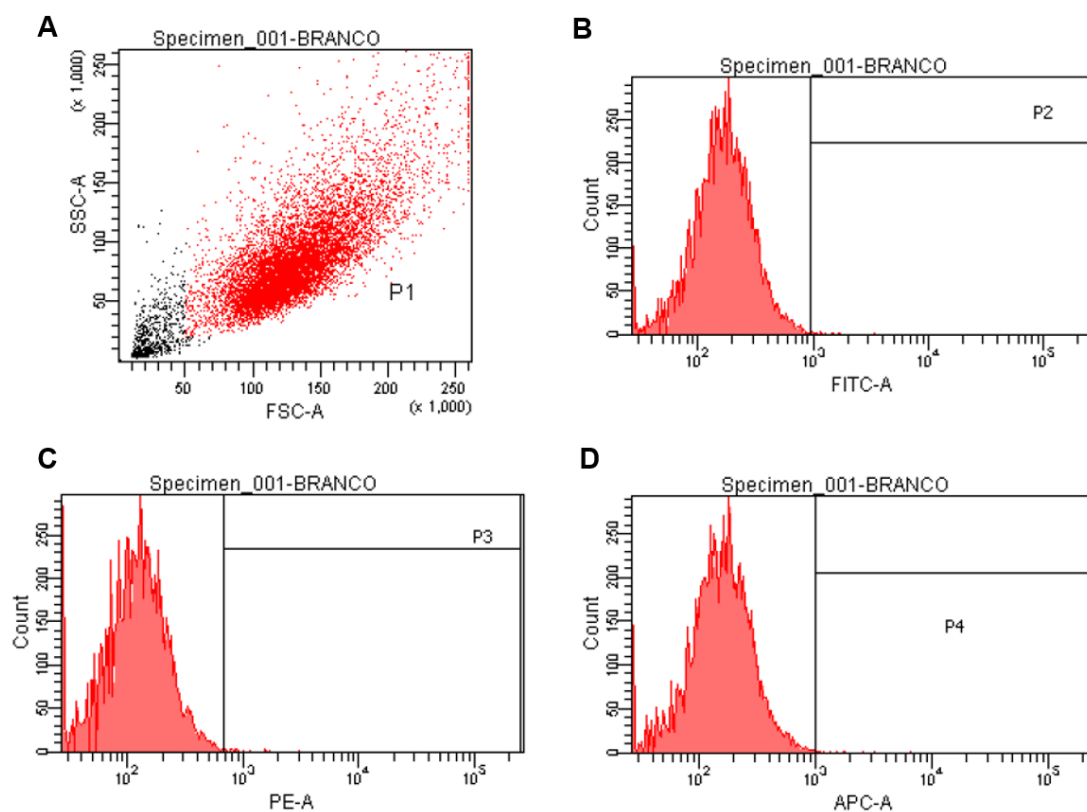 A
Specimen_001-BRANCO
(x 1,000)
250
200
150
100
50
SSC-A
P1
50 100 150 200 250
FSC-A
(x 1,000)
B
Specimen_001-BRANCO
P2
Count
250
200
150
100
50
0
10² 10³ 10⁴ 10⁵
FITC-A
C
Specimen_001-BRANCO
P3
Count
250
200
150
100
50
0
10² 10³ 10⁴ 10⁵
PE-A
D
Specimen_001-BRANCO
P4
Count
250
200
150
100
50
0
10² 10³ 10⁴ 10⁵
APC-A